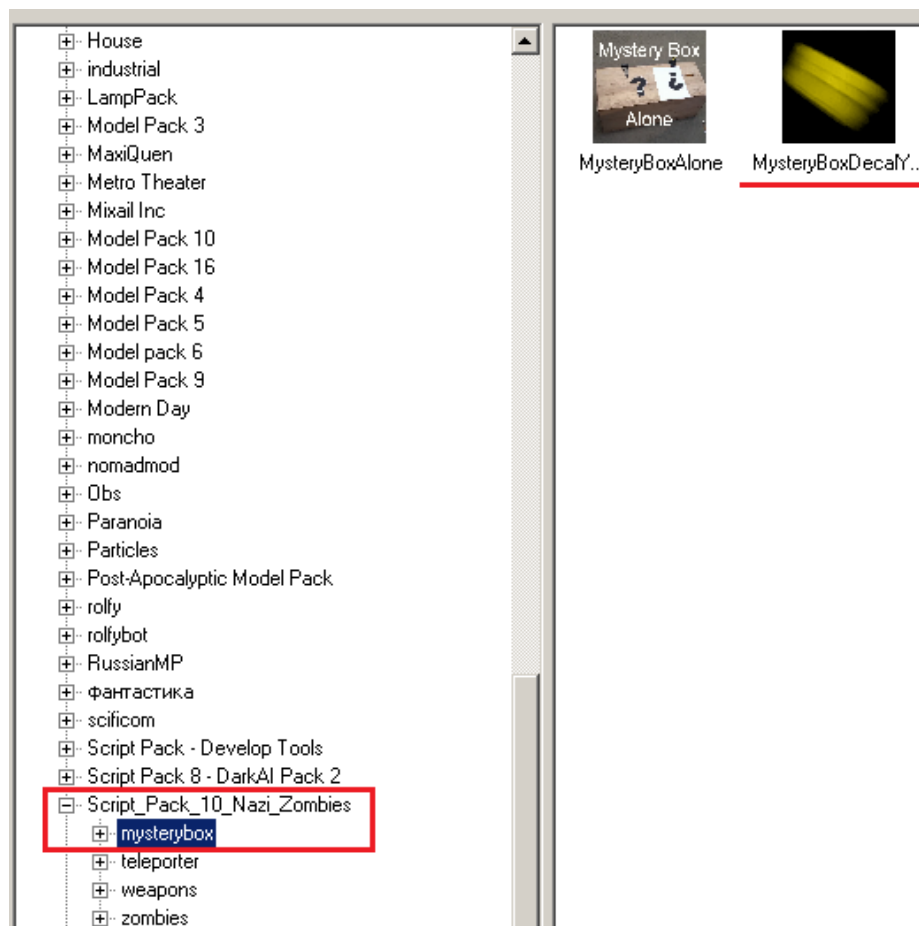 House
industrial
LampPack
Model Pack 3
MaxiQuen
Metro Theater
Mixail Inc
Model Pack 10
Model Pack 16
Model Pack 4
Model Pack 5
Model pack 6
Model Pack 9
Modern Day
moncho
nomadmod
Obs
Paranoia
Particles
Post-Apocalyptic Model Pack
rolfy
rolfybot
RussianMP
Фантастика
scificom
Script Pack - Develop Tools
Script Pack 8 - DarkAI Pack 2
Script_Pack_10_Nazi_Zombies
mysterybox
teleporter
weapons
zombies
Mystery Box
? ¿
Alone
MysteryBoxAlone
MysteryBoxDecalY...